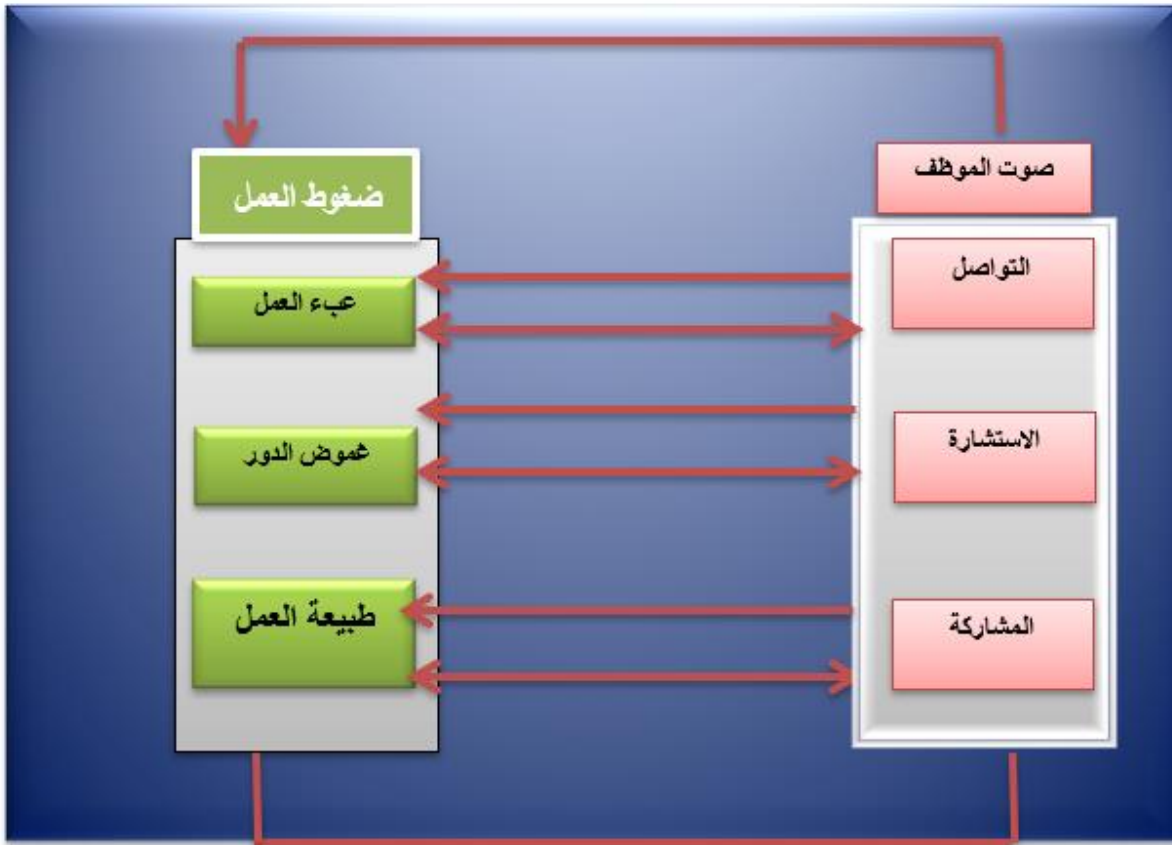 صوت الموظف
ضغوط العمل
التواصل
عبء العمل
الاستشارة
غموض الدور
المشاركة
طبيعة العمل